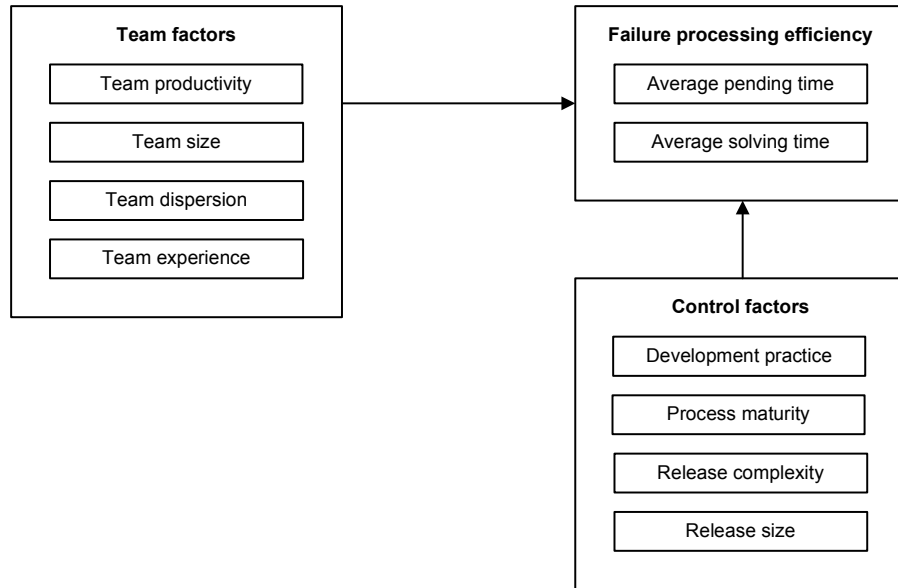 Team factors
Team productivity
Team size
Team dispersion
Team experience
Failure processing efficiency
Average pending time
Average solving time
Control factors
Development practice
Process maturity
Release complexity
Release size